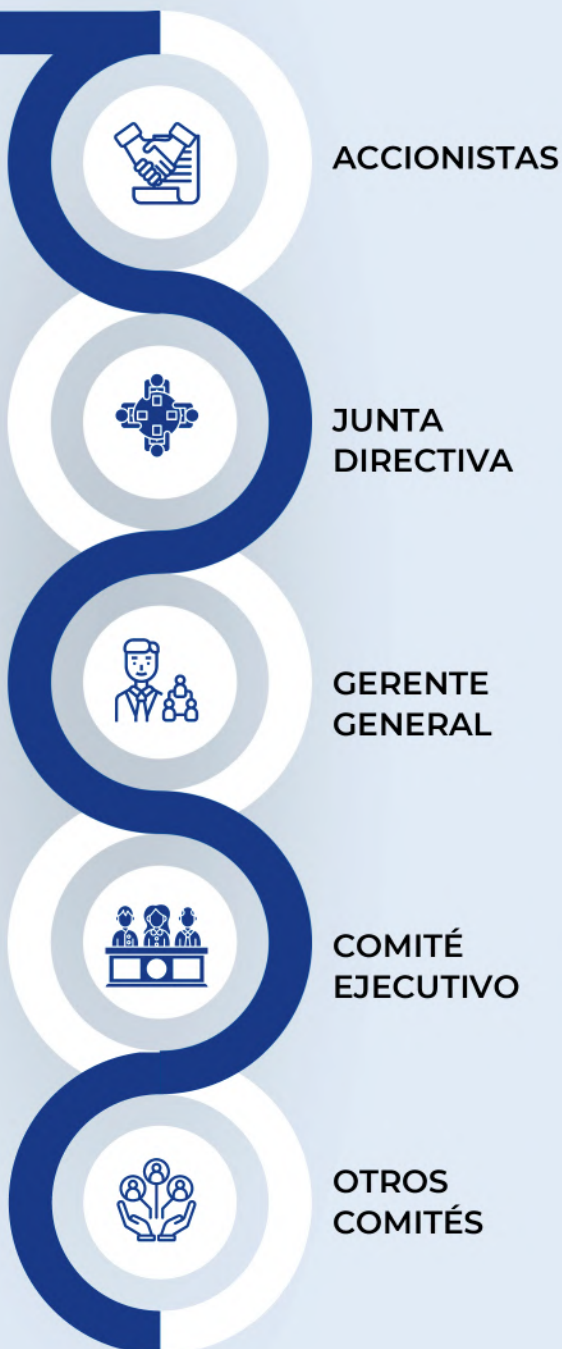 ACCIONISTAS
JUNTA
DIRECTIVA
GERENTE
GENERAL
COMITÉ
EJECUTIVO
OTROS
COMITÉS